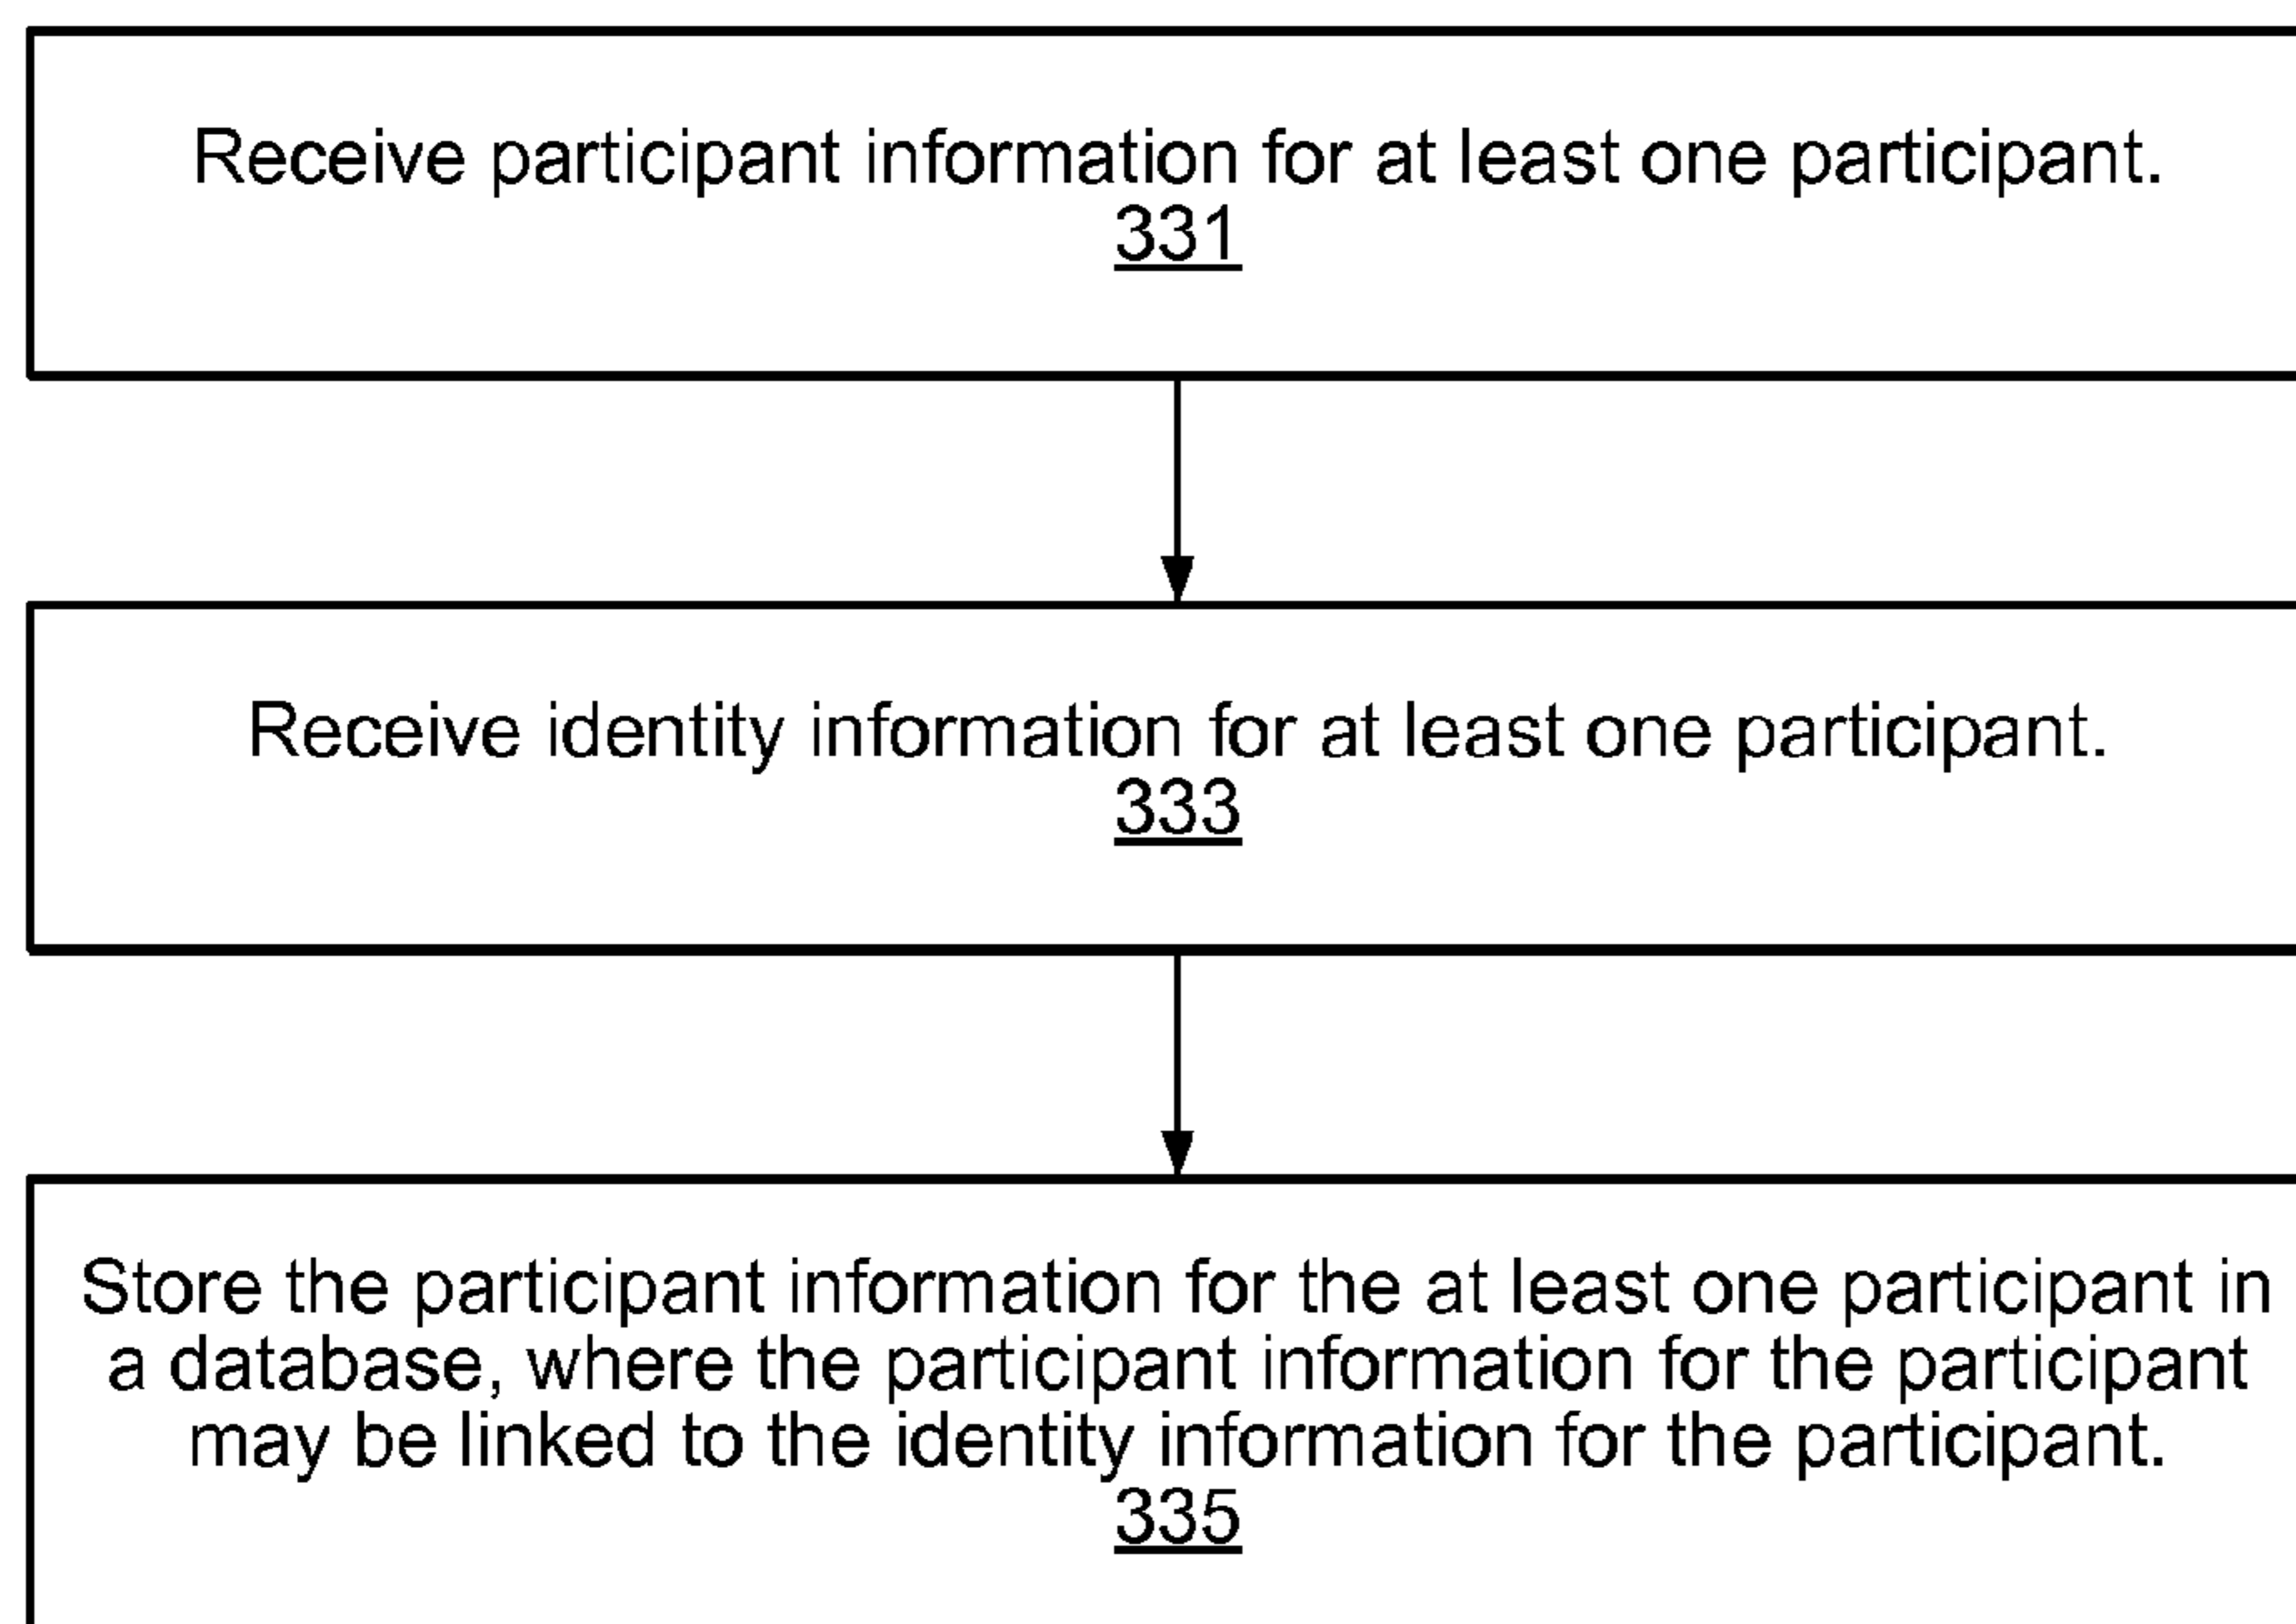 Receive participant information for at least one participant.
331
Receive identity information for at least one participant.
333
Store the participant information for the at least one participant in
a database, where the participant information for the participant
may be linked to the identity information for the participant.
335